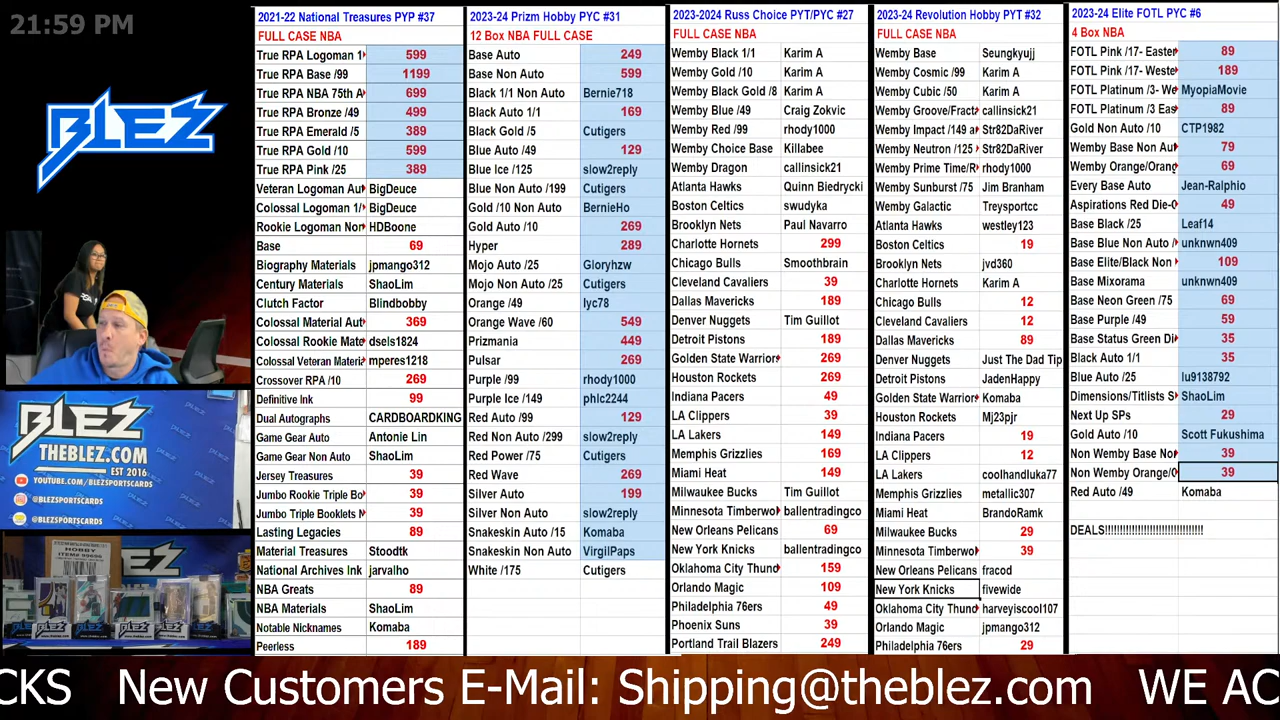 21:59 PM
BLEZ
BLEZ
THEBLEZ.COM
EST 2016
YOUTUBE.COM/BLEZSPORTSCARDS
@BLEZSPORTSCARDS
@BLEZSPORTSCARDS
HOBBY
2021-22 National Treasures PYP #37
FULL CASE NBA
True RPA Logoman 1 599
True RPA Base /99 1199
True RPA NBA 75th A 699
True RPA Bronze /49 499
True RPA Emerald /5 389
True RPA Gold /10 599
True RPA Pink /25 389
Veteran Logoman Au BigDeuce
Colossal Logoman 1/ BigDeuce
Rookie Logoman Non HDBoone
Base 69
Biography Materials jpmango312
Century Materials ShaoLim
Clutch Factor Blindbobby
Colossal Material Aut 369
Colossal Rookie Mate dsels1824
Colossal Veteran Materi mperes1218
Crossover RPA /10 269
Definitive Ink 99
Dual Autographs CARDBOARDKING
Game Gear Auto Antonie Lin
Game Gear Non Auto ShaoLim
Jersey Treasures 39
Jumbo Rookie Triple Bo 39
Jumbo Triple Booklets N 39
Lasting Legacies 89
Material Treasures Stoodtk
National Archives Ink jarvalho
NBA Greats 89
NBA Materials ShaoLim
Notable Nicknames Komaba
Peerless 189
2023-24 Prizm Hobby PYC #31
12 Box NBA FULL CASE
Base Auto 249
Base Non Auto 599
Black 1/1 Non Auto Bernie718
Black Auto 1/1 169
Black Gold /5 Cutigers
Blue Auto /49 129
Blue Ice /125 slow2reply
Blue Non Auto /199 Cutigers
Gold /10 Non Auto BernieHo
Gold Auto /10 269
Hyper 289
Mojo Auto /25 Gloryhzw
Mojo Non Auto /25 Cutigers
Orange /49 lyc78
Orange Wave /60 549
Prizmania 449
Pulsar 269
Purple /99 rhody1000
Purple Ice /149 phlc2244
Red Auto /99 129
Red Non Auto /299 slow2reply
Red Power /75 Cutigers
Red Wave 269
Silver Auto 199
Silver Non Auto slow2reply
Snakeskin Auto /15 Komaba
Snakeskin Non Auto VirgilPaps
White /175 Cutigers
2023-2024 Russ Choice PYT/PYC #27
FULL CASE NBA
Wemby Black 1/1 Karim A
Wemby Gold /10 Karim A
Wemby Black Gold /8 Karim A
Wemby Blue /49 Craig Zokvic
Wemby Red /99 rhody1000
Wemby Choice Base Killabee
Wemby Dragon callinsick21
Atlanta Hawks Quinn Biedrycki
Boston Celtics swudyka
Brooklyn Nets Paul Navarro
Charlotte Hornets 299
Chicago Bulls Smoothbrain
Cleveland Cavaliers 39
Dallas Mavericks 189
Denver Nuggets Tim Guillot
Detroit Pistons 189
Golden State Warrior 269
Houston Rockets 269
Indiana Pacers 49
LA Clippers 39
LA Lakers 149
Memphis Grizzlies 169
Miami Heat 149
Milwaukee Bucks Tim Guillot
Minnesota Timberwo ballentradingco
New Orleans Pelicans 69
New York Knicks ballentradingco
Oklahoma City Thund 159
Orlando Magic 109
Philadelphia 76ers 49
Phoenix Suns 39
Portland Trail Blazers 249
2023-24 Revolution Hobby PYT #32
FULL CASE NBA
Wemby Base Seungkyujj
Wemby Cosmic /99 Karim A
Wemby Cubic /50 Karim A
Wemby Groove/Fract callinsick21
Wemby Impact /149 a Str82DaRiver
Wemby Neutron /125 Str82DaRiver
Wemby Prime Time/R rhody1000
Wemby Sunburst /75 Jim Branham
Wemby Galactic Treysportcc
Atlanta Hawks westley123
Boston Celtics 19
Brooklyn Nets jvd360
Charlotte Hornets Karim A
Chicago Bulls 12
Cleveland Cavaliers 12
Dallas Mavericks 89
Denver Nuggets Just The Dad Tip
Detroit Pistons JadenHappy
Golden State Warrior Komaba
Houston Rockets Mj23pjr
Indiana Pacers 19
LA Clippers 12
LA Lakers coolhandluka77
Memphis Grizzlies metallic307
Miami Heat BrandoRamk
Milwaukee Bucks 29
Minnesota Timberwol 39
New Orleans Pelicans fracod
New York Knicks fivewide
Oklahoma City Thund harveyiscool107
Orlando Magic jpmango312
Philadelphia 76ers 29
2023-24 Elite FOTL PYC #6
4 Box NBA
FOTL Pink /17- Easter 89
FOTL Pink /17- Weste 189
FOTL Platinum /3- We MyopiaMovie
FOTL Platinum /3 Eas 89
Gold Non Auto /10 CTP1982
Wemby Base Non Au 79
Wemby Orange/Orang 69
Every Base Auto Jean-Ralphio
Aspirations Red Die-C 49
Base Black /25 Leaf14
Base Blue Non Auto / unknwn409
Base Elite/Black Non 109
Base Mixorama unknwn409
Base Neon Green /75 69
Base Purple /49 59
Base Status Green Di 35
Black Auto 1/1 35
Blue Auto /25 lu9138792
Dimensions/Titlists S ShaoLim
Next Up SPs 29
Gold Auto /10 Scott Fukushima
Non Wemby Base No 39
Non Wemby Orange/O 39
Red Auto /49 Komaba
DEALS!!!!!!!!!!!!!!!!!!!!!!!!!!!!!!!!!
CKS New Customers E-Mail: Shipping@theblez.com WE AC